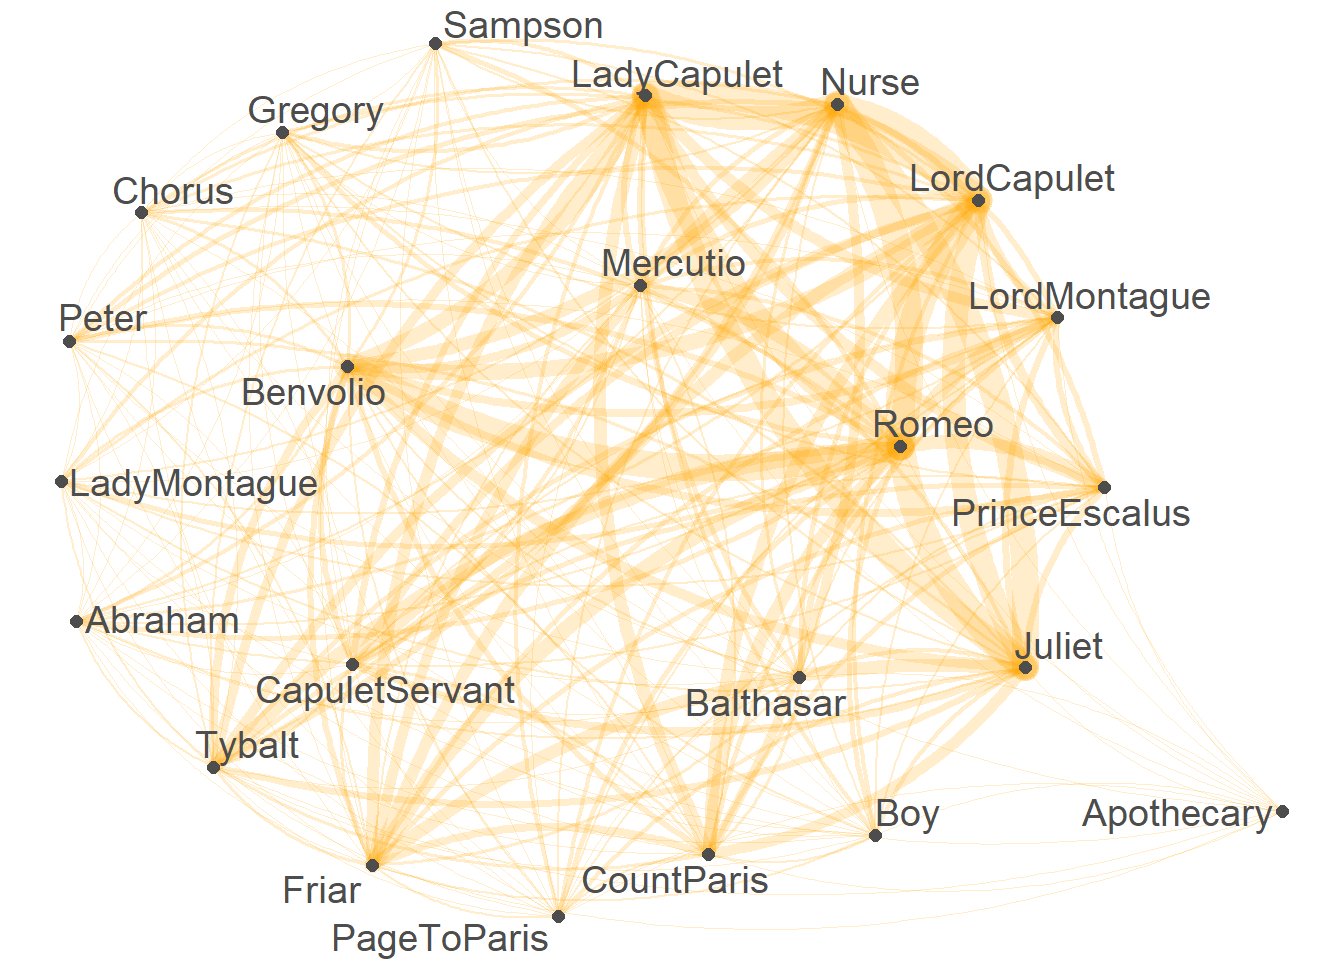 Sampson
LadyCapulet
Nurse
Gregory
LordCapulet
Chorus
Mercutio
LordMontague
Peter
Benvolio
Romeo
LadyMontague
PrinceEscalus
Abraham
Juliet
CapuletServant
Balthasar
Tybalt
Boy
Apothecary
CountParis
Friar
PageToParis